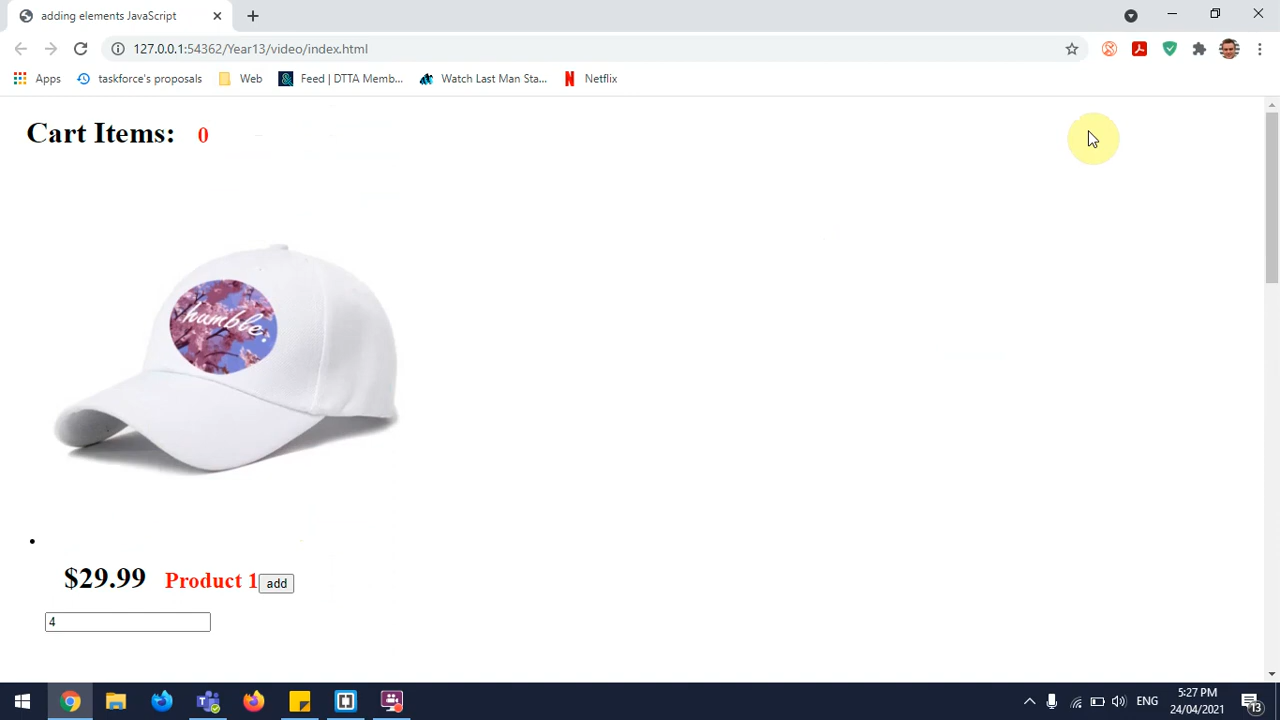 adding elements JavaScript
127.0.0.1:54362/Year13/video/index.html
Apps taskforce's proposals Web Feed | DTTA Memb... Watch Last Man Sta... Netflix
Cart Items: 0
humble.
$29.99 Product 1 add
4
ENG
5:27 PM
24/04/2021
13